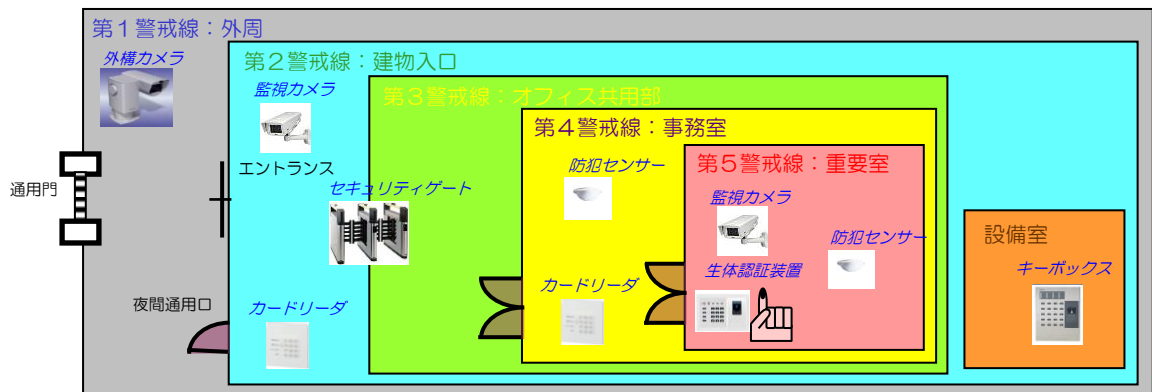 第１警戒線：外周
外構カメラ
第２警戒線：建物入口
監視カメラ
第３警戒線：オフィス共用部
第４警戒線：事務室
防犯センサー
第５警戒線：重要室
エントランス
通用門
セキュリティゲート
監視カメラ
防犯センサー
設備室
生体認証装置
キーボックス
カードリーダ
夜間通用口
カードリーダ